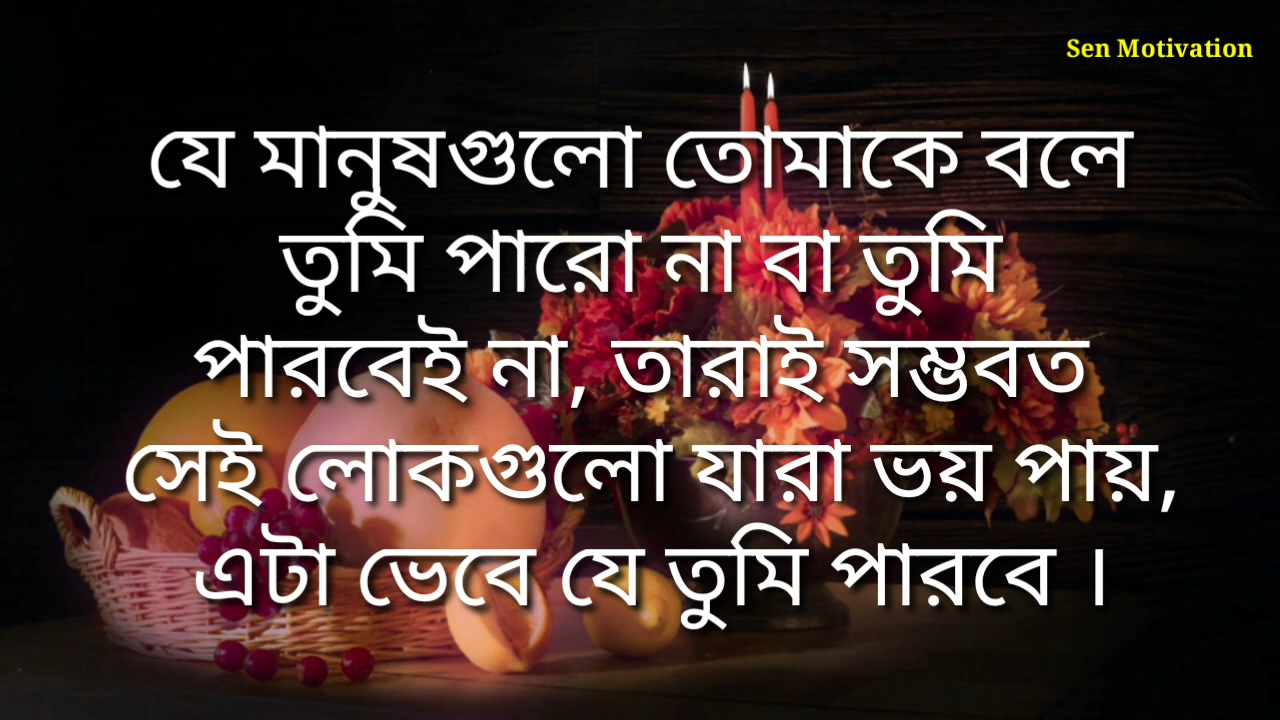 Sen Motivation
যে মানুষগুলো তোমাকে বলে
তুমি পারো না বা তুমি
পারবেই না, তারাই সম্ভবত
সেই লোকগুলো যারা ভয় পায়,
এটা ভেবে যে তুমি পারবে ।